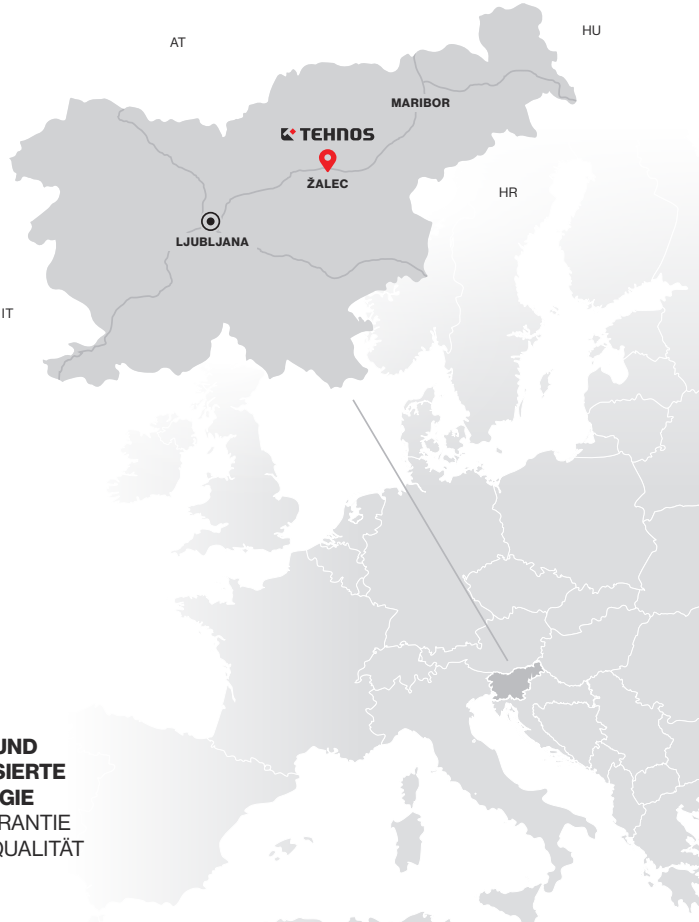 AT
HU
MARIBOR
TEHNOS
ŽALEC
HR
LJUBLJANA
IT
UND
SIERTE
GIE
RANTIE
QUALITÄT